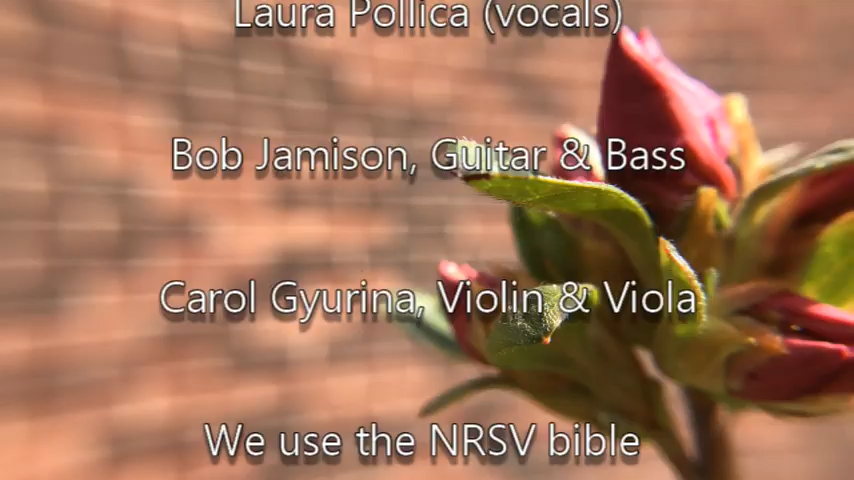 Laura Pollica (vocals)
Bob Jamison, Guitar & Bass
Carol Gyurina, Violin & Viola
We use the NRSV bible